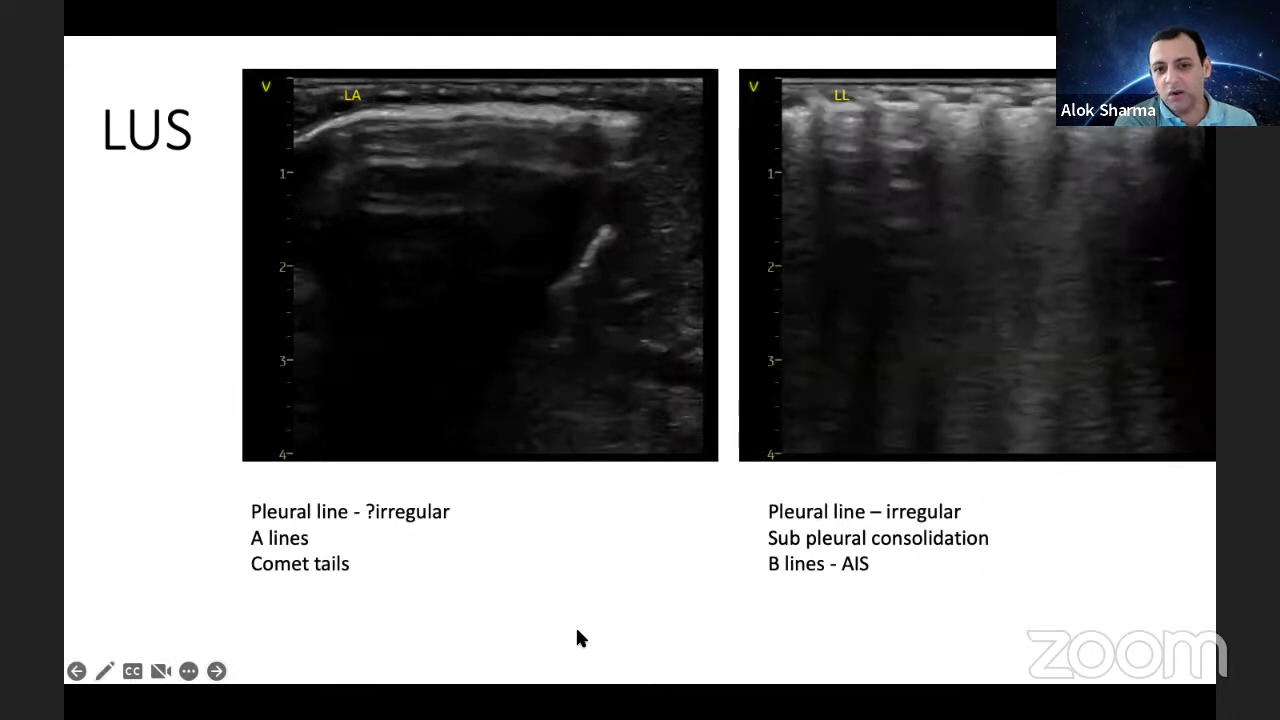 LUS
V
LA
1
2
3
4
V
LL
1
2
3
4
Alok Sharma
Pleural line - ?irregular
A lines
Comet tails
Pleural line – irregular
Sub pleural consolidation
B lines - AIS
CC
zoom